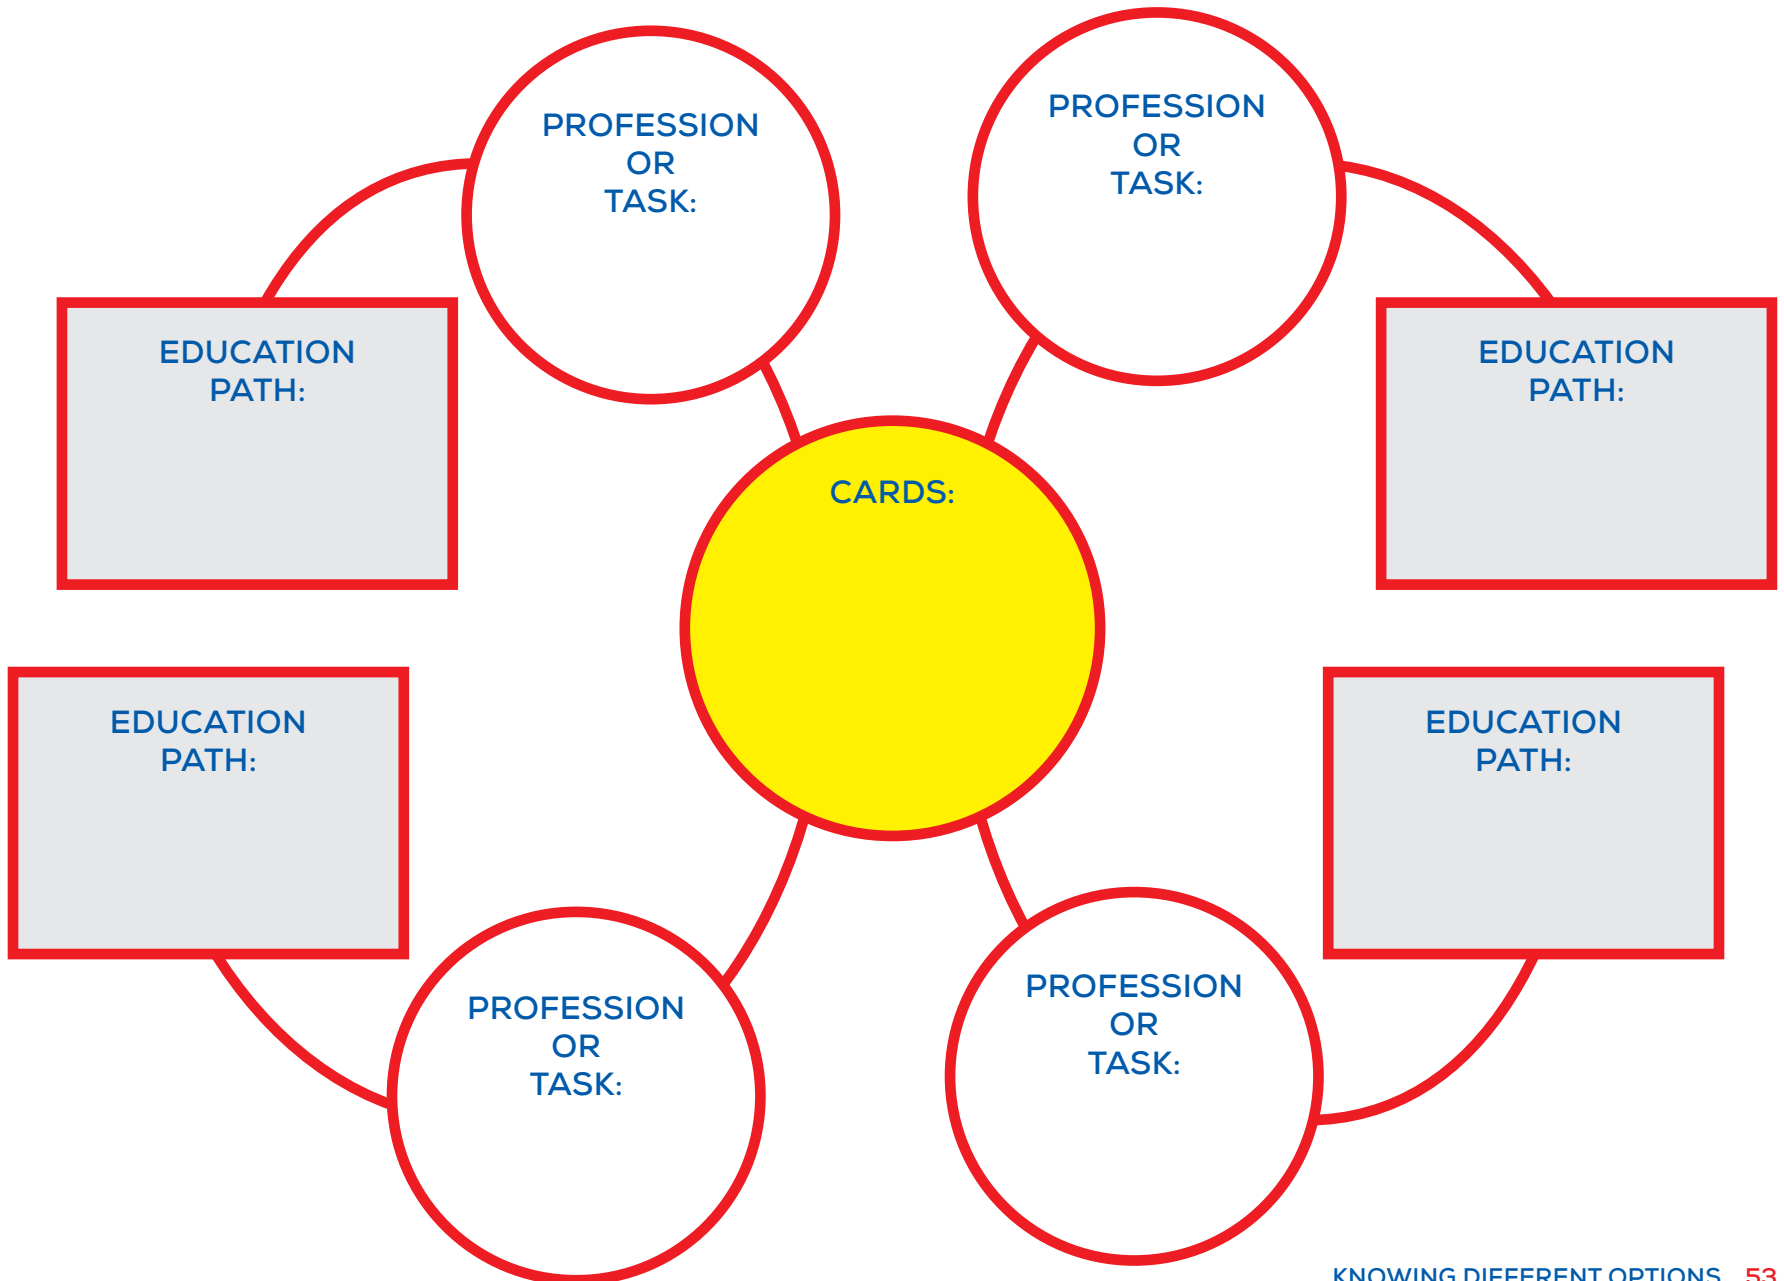 PROFESSION
OR
TASK:
PROFESSION
OR
TASK:
EDUCATION
PATH:
EDUCATION
PATH:
CARDS:
EDUCATION
PATH:
EDUCATION
PATH:
PROFESSION
OR
TASK:
PROFESSION
OR
TASK:
KNOWING DIFFERENT OPTIONS 53